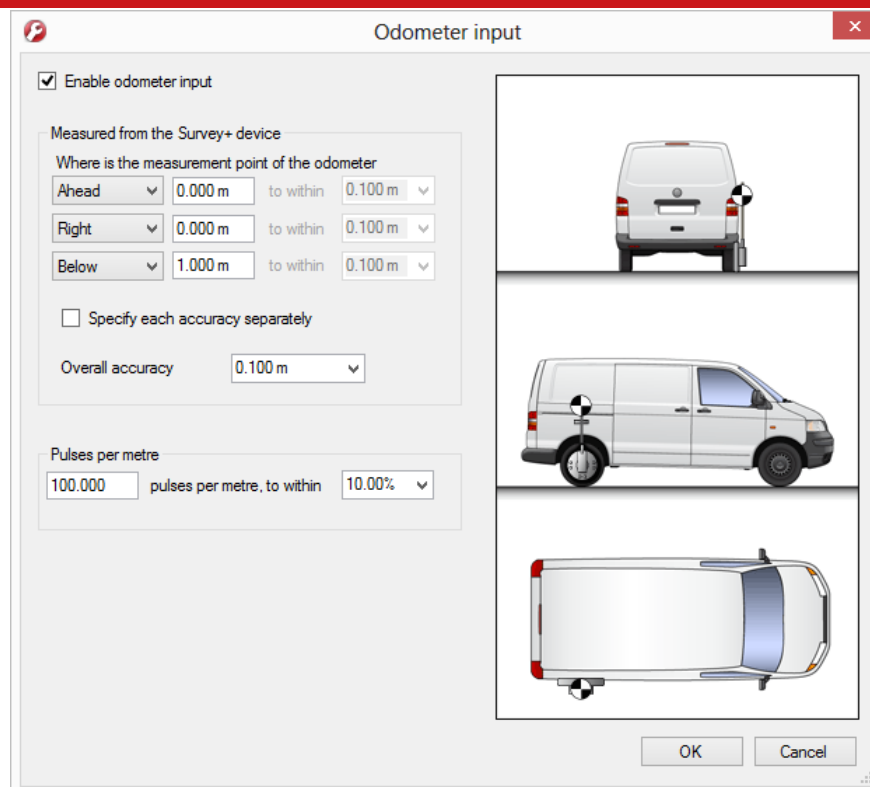 Odometer input
Enable odometer input
Measured from the Survey+ device
Where is the measurement point of the odometer
Ahead 0.000 m to within 0.100 m
Right 0.000 m to within 0.100 m
Below 1.000 m to within 0.100 m
Specify each accuracy separately
Overall accuracy 0.100 m
Pulses per metre
100.000 pulses per metre, to within 10.00%
OK Cancel